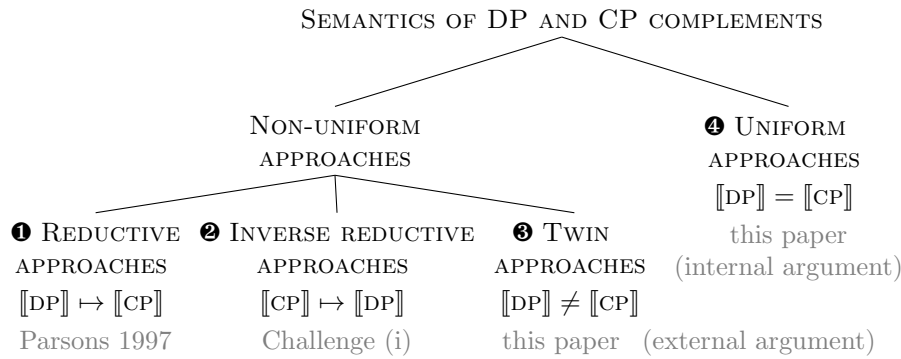 SEMANTICS OF DP AND CP COMPLEMENTS
NON-UNIFORM
APPROACHES
❹ UNIFORM
APPROACHES
⟦DP⟧ = ⟦CP⟧
this paper
(internal argument)
❶ REDUCTIVE
APPROACHES
⟦DP⟧ ↦ ⟦CP⟧
Parsons 1997
❷ INVERSE REDUCTIVE
APPROACHES
⟦CP⟧ ↦ ⟦DP⟧
Challenge (i)
❸ TWIN
APPROACHES
⟦DP⟧ ≠ ⟦CP⟧
this paper (external argument)